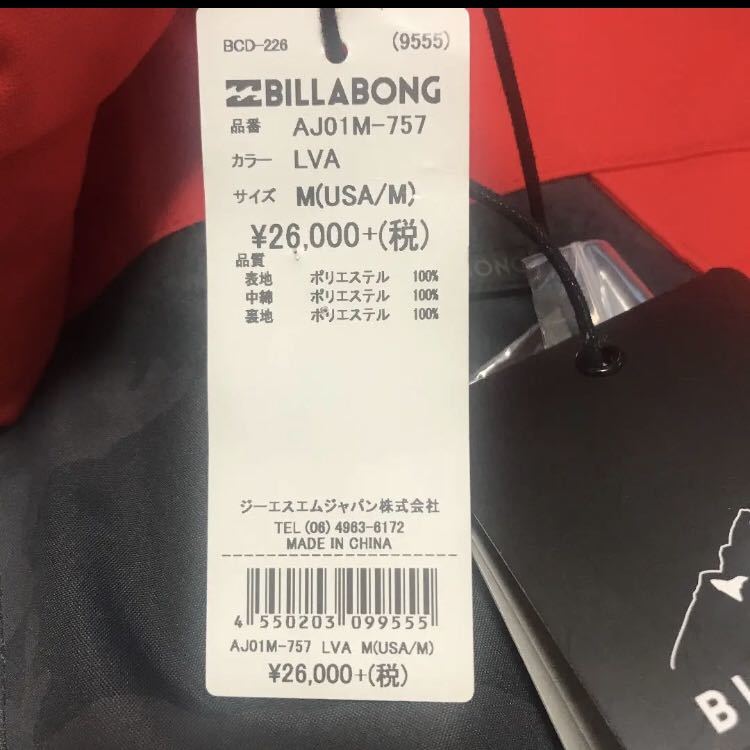 BCD-226 (9555)
BILLABONG
品番 AJ01M-757
カラー LVA
サイズ M(USA/M)
¥26,000+(税)
品質
表地 ポリエステル 100%
中綿 ポリエステル 100%
裏地 ポリエステル 100%
ジーエスエムジャパン株式会社
TEL (06) 4963-6172
MADE IN CHINA
4 550203 099555
AJ01M-757 LVA M(USA/M)
¥26,000+(税)
ONG
BI